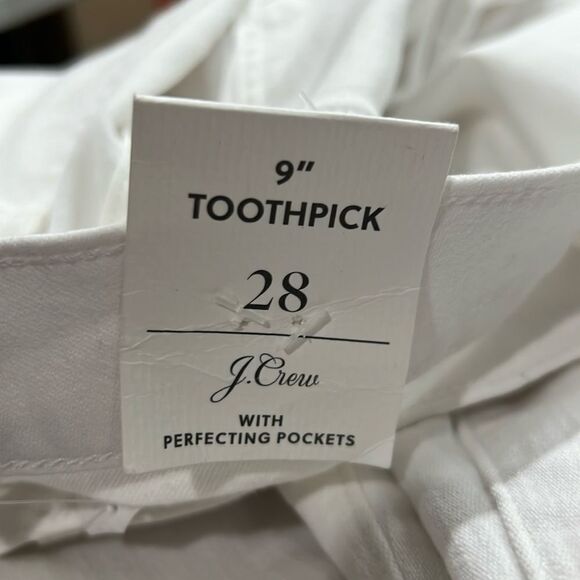 9"
TOOTHPICK
28
J.Crew
WITH
PERFECTING POCKETS